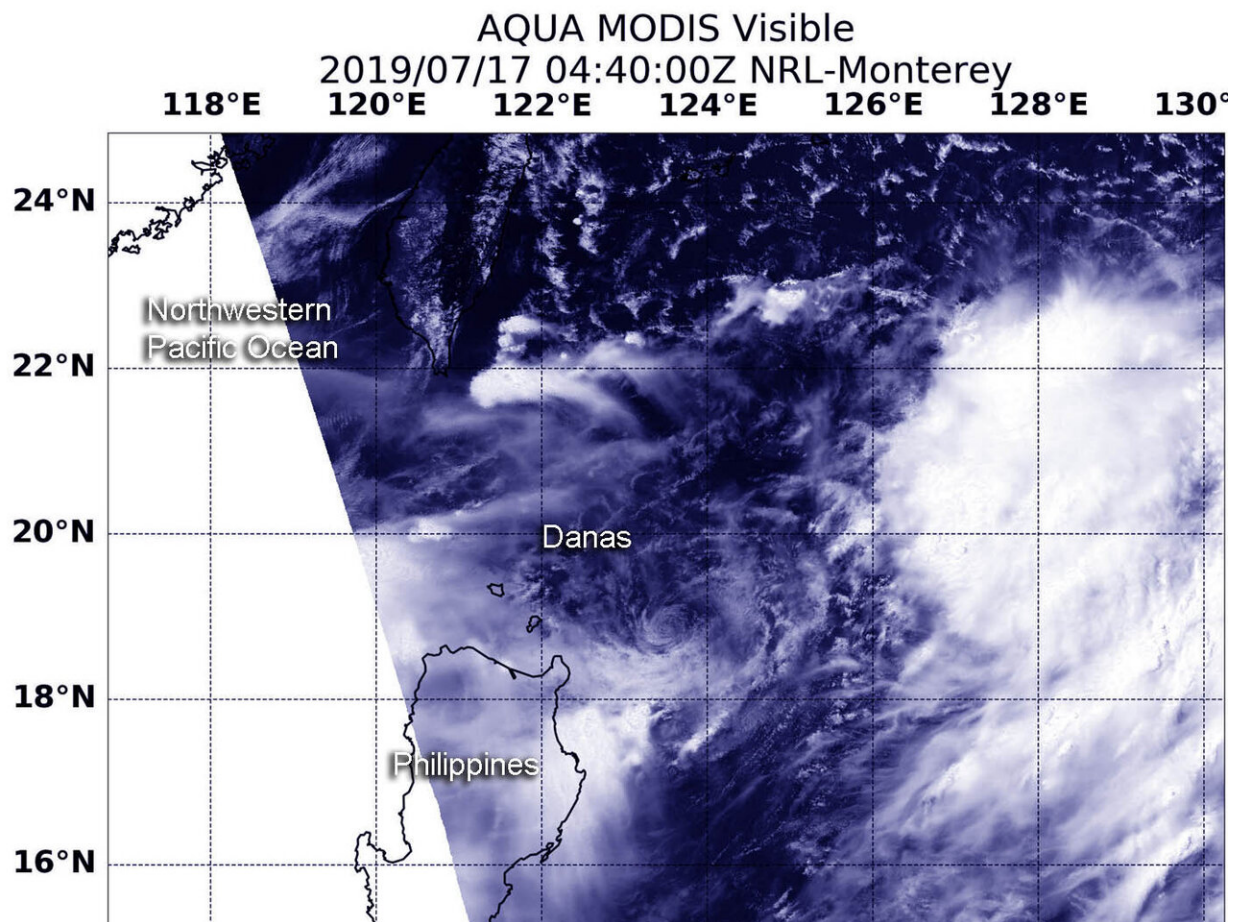 AQUA MODIS Visible
2019/07/17 04:40:00Z NRL-Monterey
118°E 120°E 122°E 124°E 126°E 128°E 130°
24°N
Northwestern
Pacific Ocean
22°N
20°N
Danas
18°N
Philippines
16°N